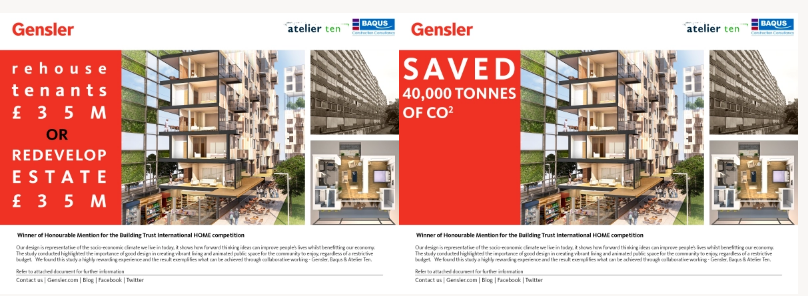 Gensler
atelier ten
BAQUS
Construction Consultancy
rehouse
tenants
£35M
OR
REDEVELOP
ESTATE
£35M
Winner of Honourable Mention for the Building Trust International HOME competition
Our design is representative of the socio-economic climate we live in today, it shows how forward thinking ideas can improve people's lives whilst benefitting our economy.
The study conducted highlighted the importance of good design in creating vibrant living and animated public space for the community to enjoy, regardless of a restrictive
budget. We found this study a highly rewarding experience and the result exemplifies what can be achieved through collaborative working - Gensler, Baqus & Atelier Ten.
Refer to attached document for further information
Contact us | Gensler.com | Blog | Facebook | Twitter
Gensler
atelier ten
BAQUS
Construction Consultancy
SAVED
40,000 TONNES
OF CO²
Winner of Honourable Mention for the Building Trust International HOME competition
Our design is representative of the socio-economic climate we live in today, it shows how forward thinking ideas can improve people's lives whilst benefitting our economy.
The study conducted highlighted the importance of good design in creating vibrant living and animated public space for the community to enjoy, regardless of a restrictive
budget. We found this study a highly rewarding experience and the result exemplifies what can be achieved through collaborative working - Gensler, Baqus & Atelier Ten.
Refer to attached document for further information
Contact us | Gensler.com | Blog | Facebook | Twitter